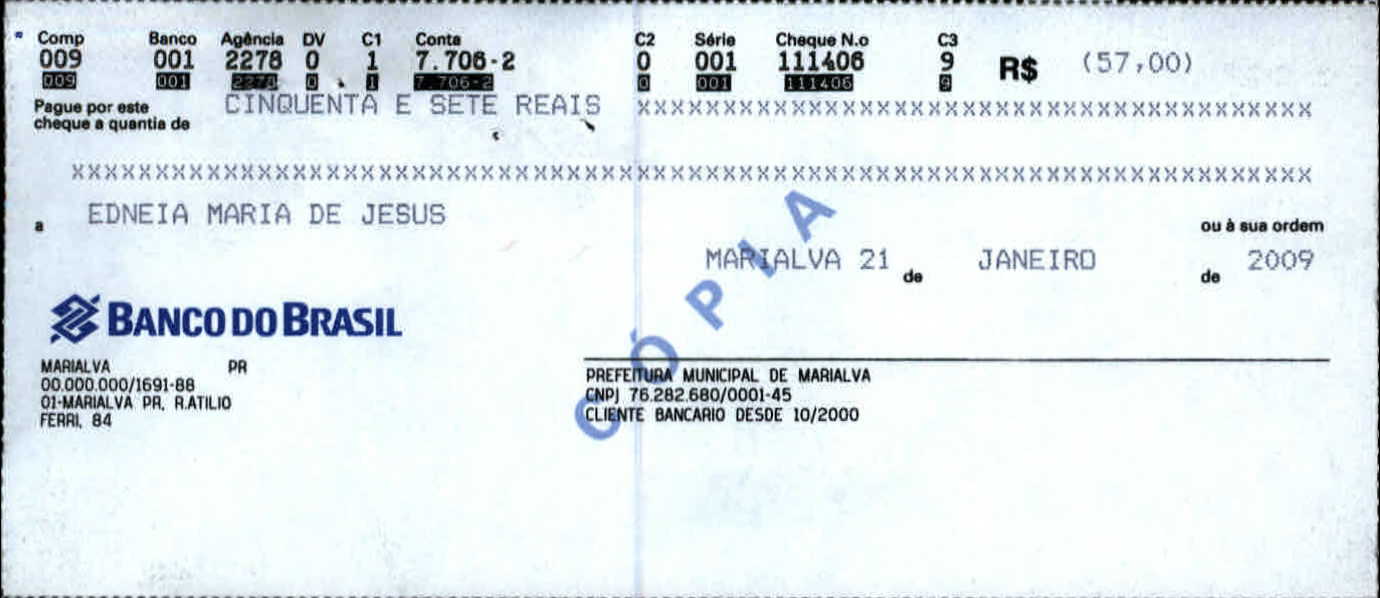 Comp Banco Agência DV C1 Conta C2 Série Cheque N.o C3
009 001 2278 0 1 7.706-2 0 001 111406 9 R$ (57,00)
009 001 2278 0 1 7.706-2 0 001 111406 9
Pague por este
cheque a quantia de CINQUENTA E SETE REAIS XXXXXXXXXXXXXXXXXXXXXXXXXXXXXXXXXXXXXXXX
XXXXXXXXXXXXXXXXXXXXXXXXXXXXXXXXXXXXXXXXXXXXXXXXXXXXXXXXXXXXXXXXXXXXXXXXX
a EDNEIA MARIA DE JESUS ou à sua ordem
MARIALVA 21 de JANEIRO de 2009
CÓPIA
BANCO DO BRASIL
MARIALVA PR
00.000.000/1691-88
01-MARIALVA PR, R.ATILIO
FERRI, 84
PREFEITURA MUNICIPAL DE MARIALVA
CNPJ 76.282.680/0001-45
CLIENTE BANCARIO DESDE 10/2000